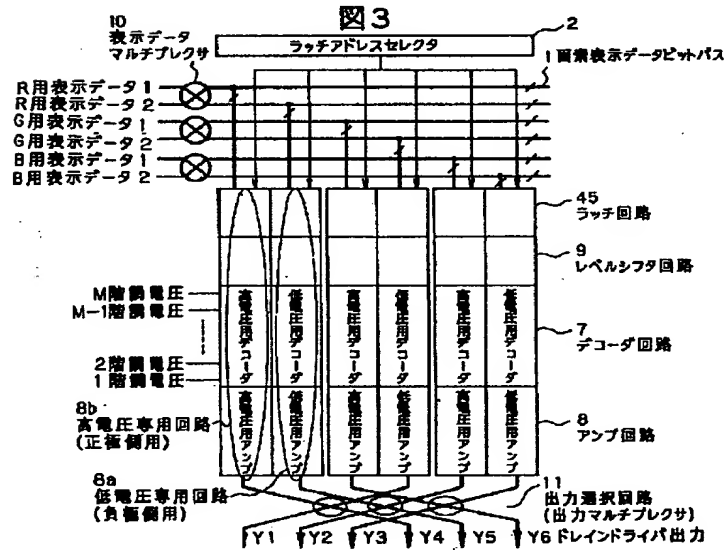 図3
10
表示データ
マルチプレクサ
2
ラッチアドレスセレクタ
1画素表示データビットバス
R用表示データ1
R用表示データ2
G用表示データ1
G用表示データ2
B用表示データ1
B用表示データ2
45
ラッチ回路
9
レベルシフタ回路
M階調電圧
M-1階調電圧
2階調電圧
1階調電圧
高電圧用デコーダ
低電圧用デコーダ
高電圧用デコーダ
低電圧用デコーダ
高電圧用デコーダ
低電圧用デコーダ
7
デコーダ回路
高電圧用アンプ
低電圧用アンプ
高電圧用アンプ
低電圧用アンプ
高電圧用アンプ
低電圧用アンプ
8
アンプ回路
8b
高電圧専用回路
(正極側用)
8a
低電圧専用回路
(負極側用)
11
出力選択回路
(出力マルチプレクサ)
Y1 Y2 Y3 Y4 Y5 Y6 ドレインドライバ出力